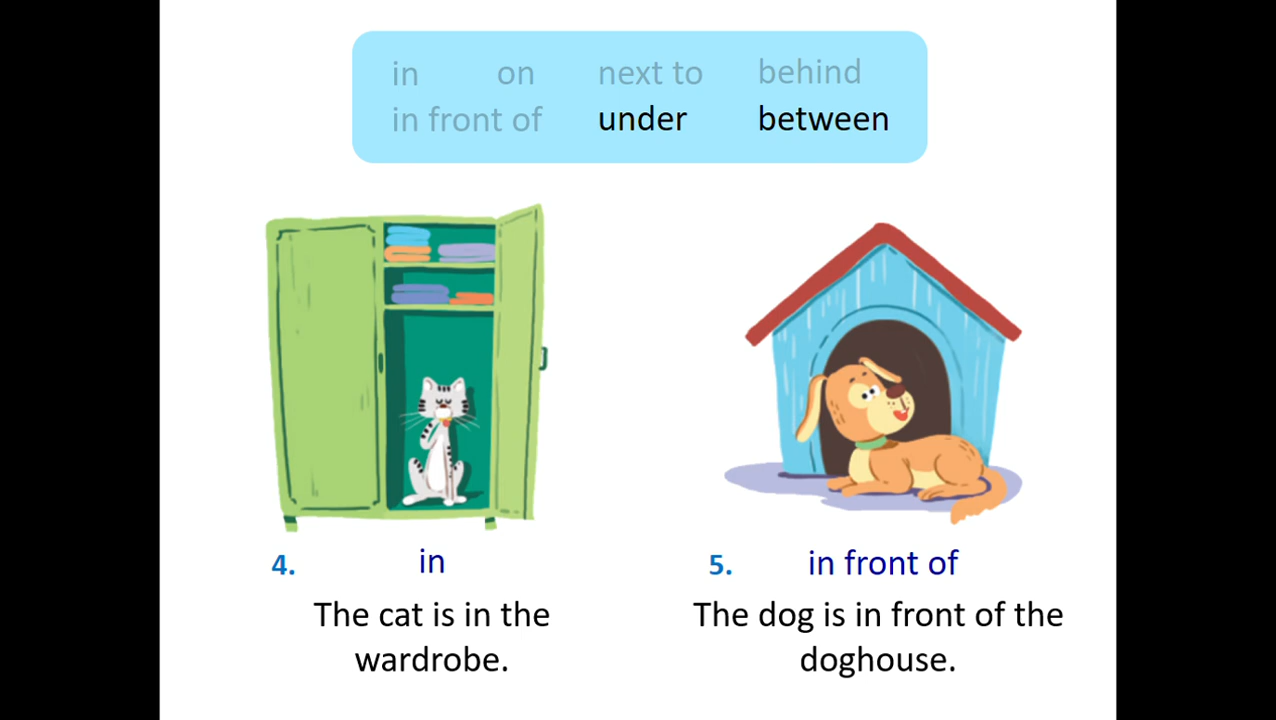 in on next to behind
in front of under between
4. in 5. in front of
The cat is in the
wardrobe.
The dog is in front of the
doghouse.